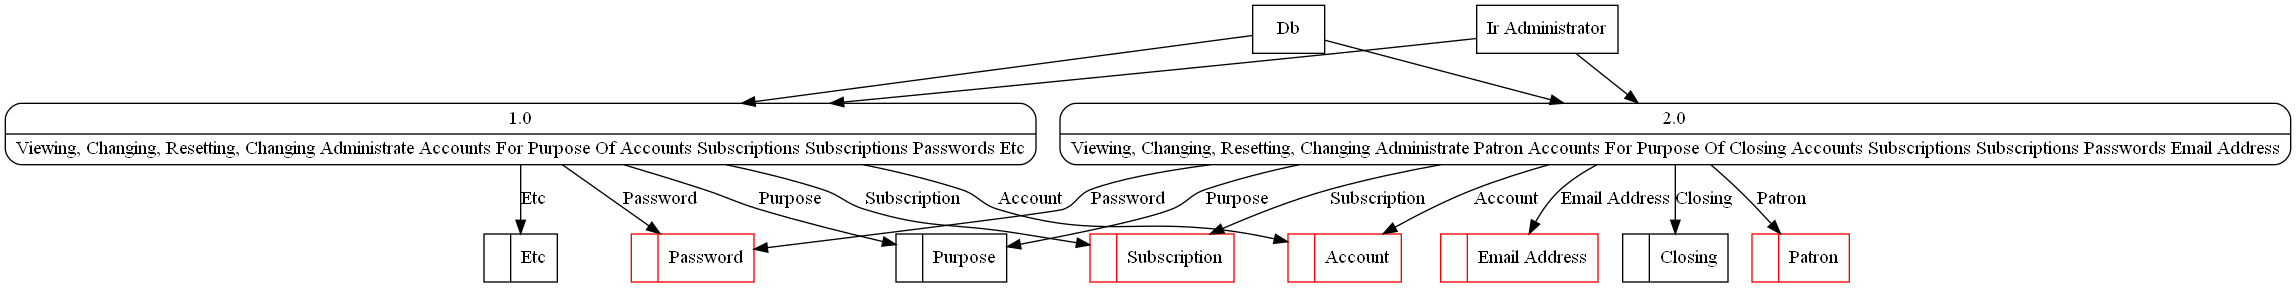 Db
Ir Administrator
1.0
Viewing, Changing, Resetting, Changing Administrate Accounts For Purpose Of Accounts Subscriptions Subscriptions Passwords Etc
2.0
Viewing, Changing, Resetting, Changing Administrate Patron Accounts For Purpose Of Closing Accounts Subscriptions Subscriptions Passwords Email Address
Etc
Password
Purpose
Subscription
Account
Password
Purpose
Subscription
Account
Email Address
Closing
Patron
Etc
Password
Purpose
Subscription
Account
Email Address
Closing
Patron